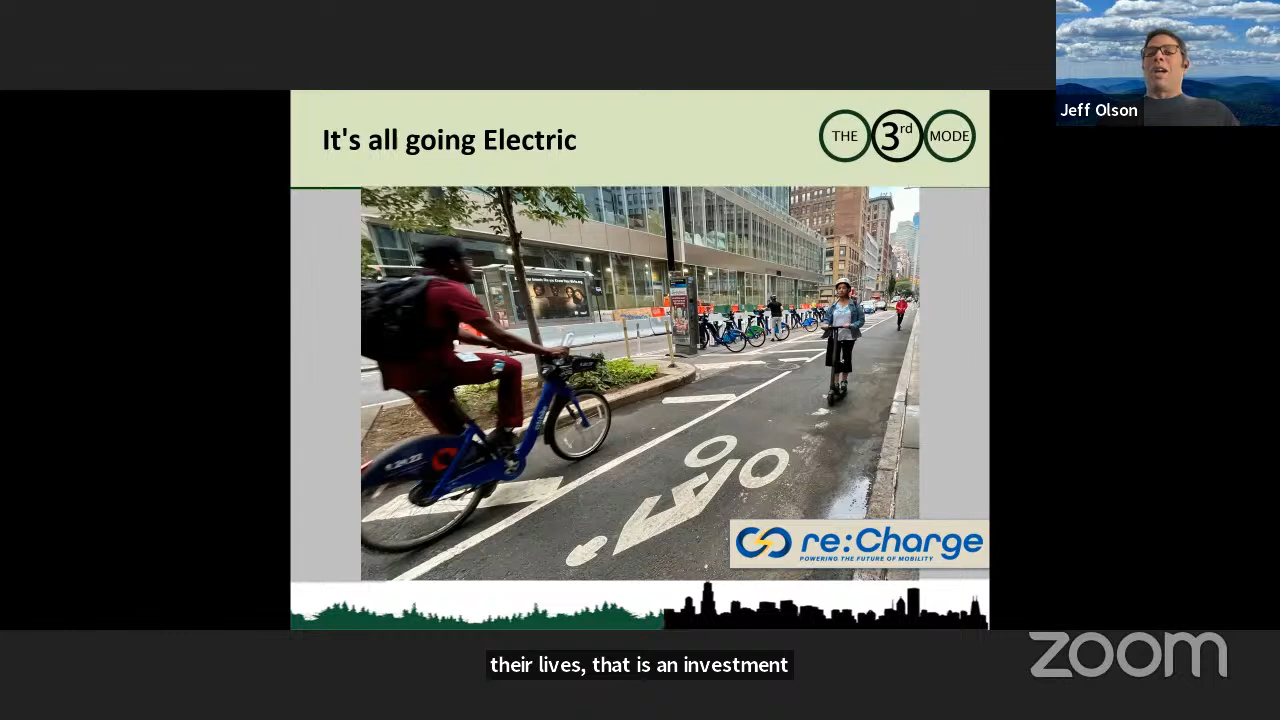 Jeff Olson
It's all going Electric
THE 3rd MODE
re:Charge
POWERING THE FUTURE OF MOBILITY
their lives, that is an investment
zoom